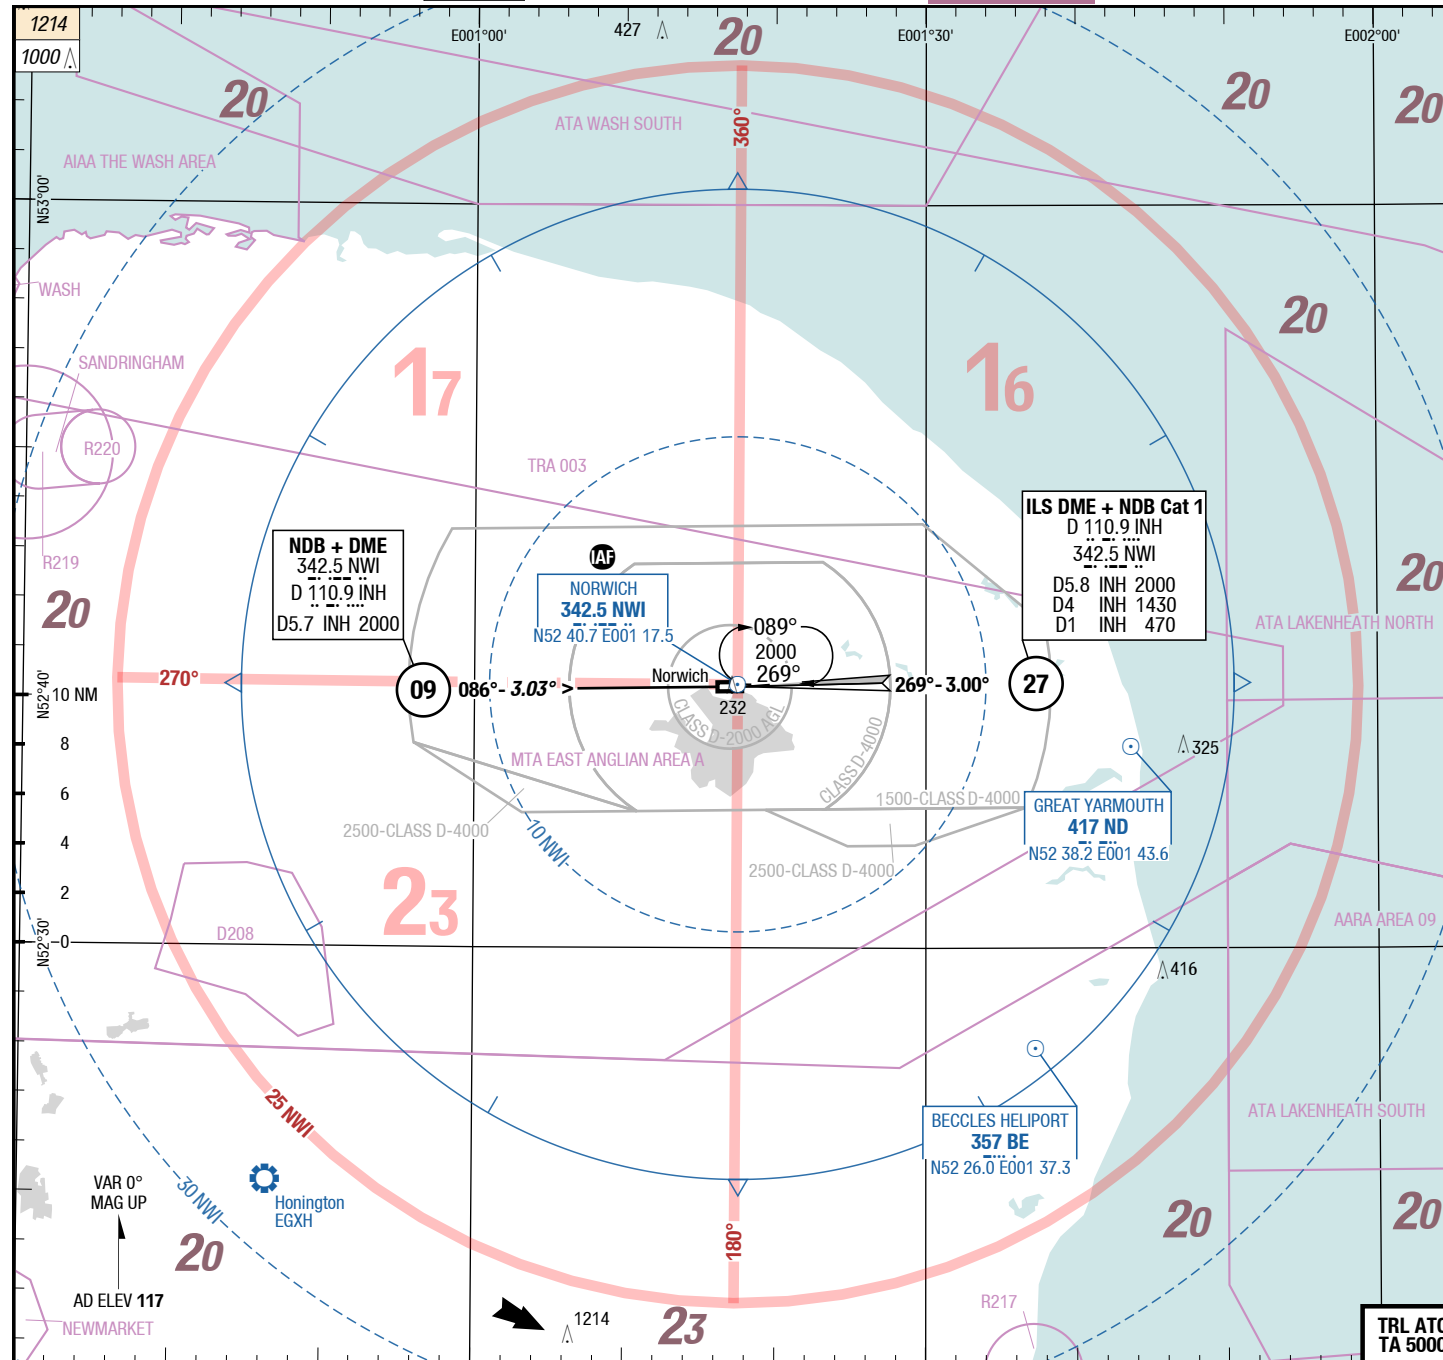 1214
1000
E001°00'
427
20
E001°30'
E002°00'
20
20
20
360°
ATA WASH SOUTH
AIAA THE WASH AREA
N53°00'
WASH
20
SANDRINGHAM
17
16
R220
TRA 003
R219
20
NDB + DME
342.5 NWI
D 110.9 INH
D5.7 INH 2000
IAF
NORWICH
342.5 NWI
N52 40.7 E001 17.5
ILS DME + NDB Cat 1
D 110.9 INH
342.5 NWI
D5.8 INH 2000
D4 INH 1430
D1 INH 470
20
ATA LAKENHEATH NORTH
089°
2000
269°
Norwich
270°
09
086°- 3.03° >
269°- 3.00°
27
232
N52°40'
10 NM
8
6
4
2
0
N52°30'
CLASS D-2000 AGL
CLASS D-4000
MTA EAST ANGLIAN AREA A
325
1500-CLASS D-4000
2500-CLASS D-4000
10 NWI
2500-CLASS D-4000
GREAT YARMOUTH
417 ND
N52 38.2 E001 43.6
23
D208
AARA AREA 09
416
25 NWI
BECCLES HELIPORT
357 BE
N52 26.0 E001 37.3
ATA LAKENHEATH SOUTH
VAR 0°
MAG UP
30 NWI
Honington
EGXH
20
180°
20
20
AD ELEV 117
NEWMARKET
1214
23
R217
TRL ATC
TA 5000